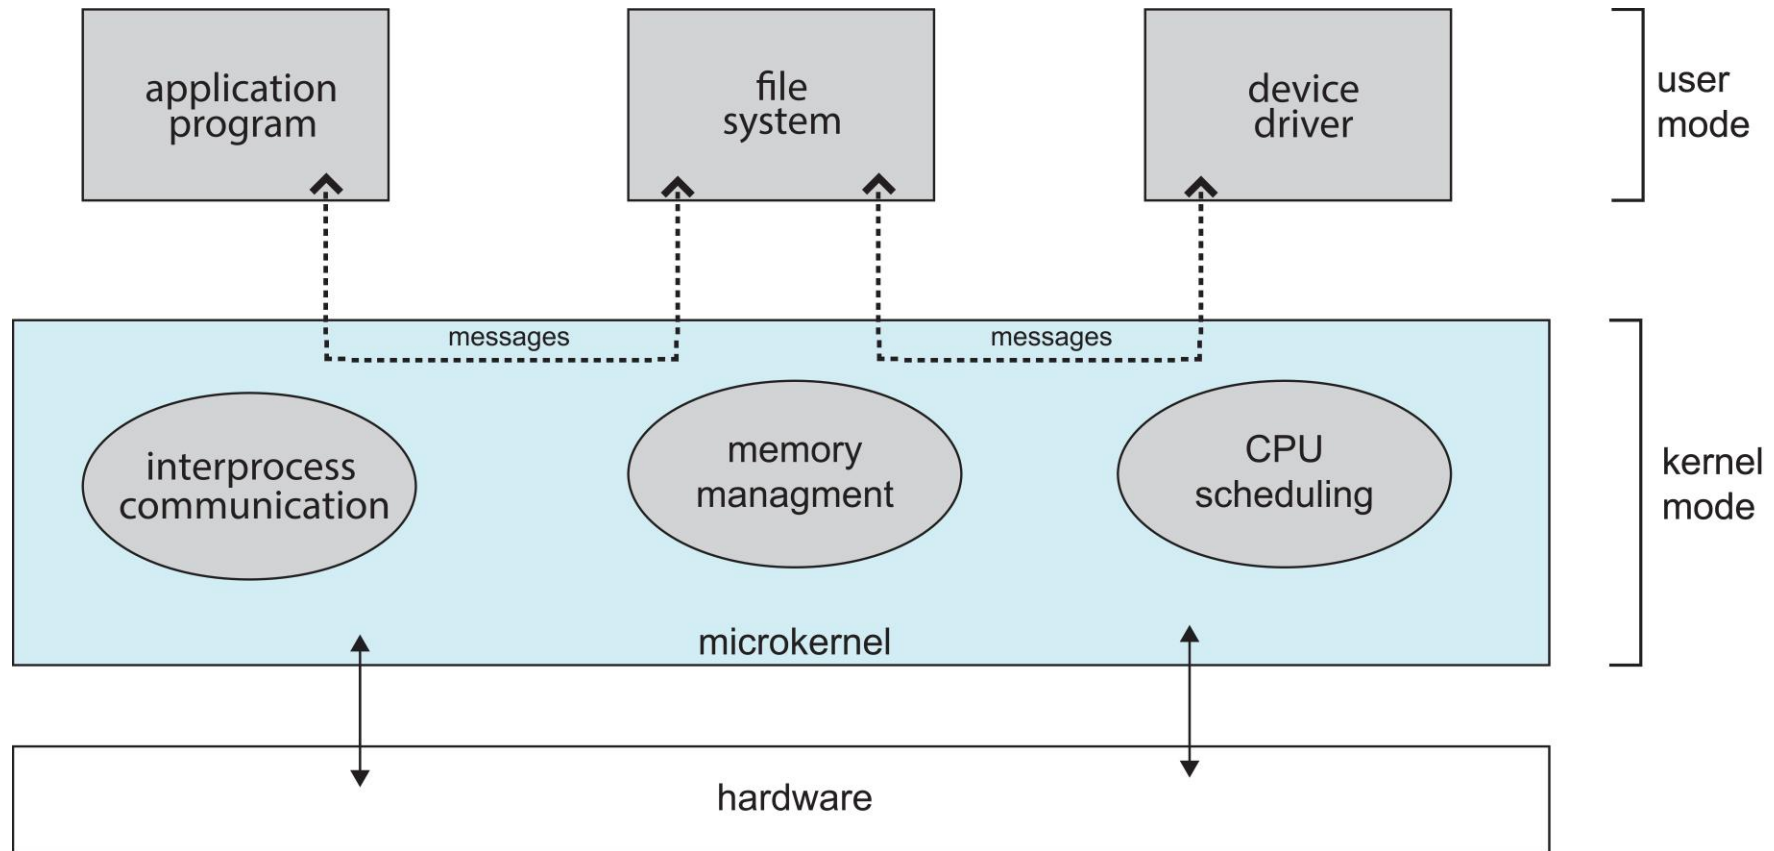 application
program
file
system
device
driver
user
mode
messages
messages
interprocess
communication
memory
managment
CPU
scheduling
kernel
mode
microkernel
hardware